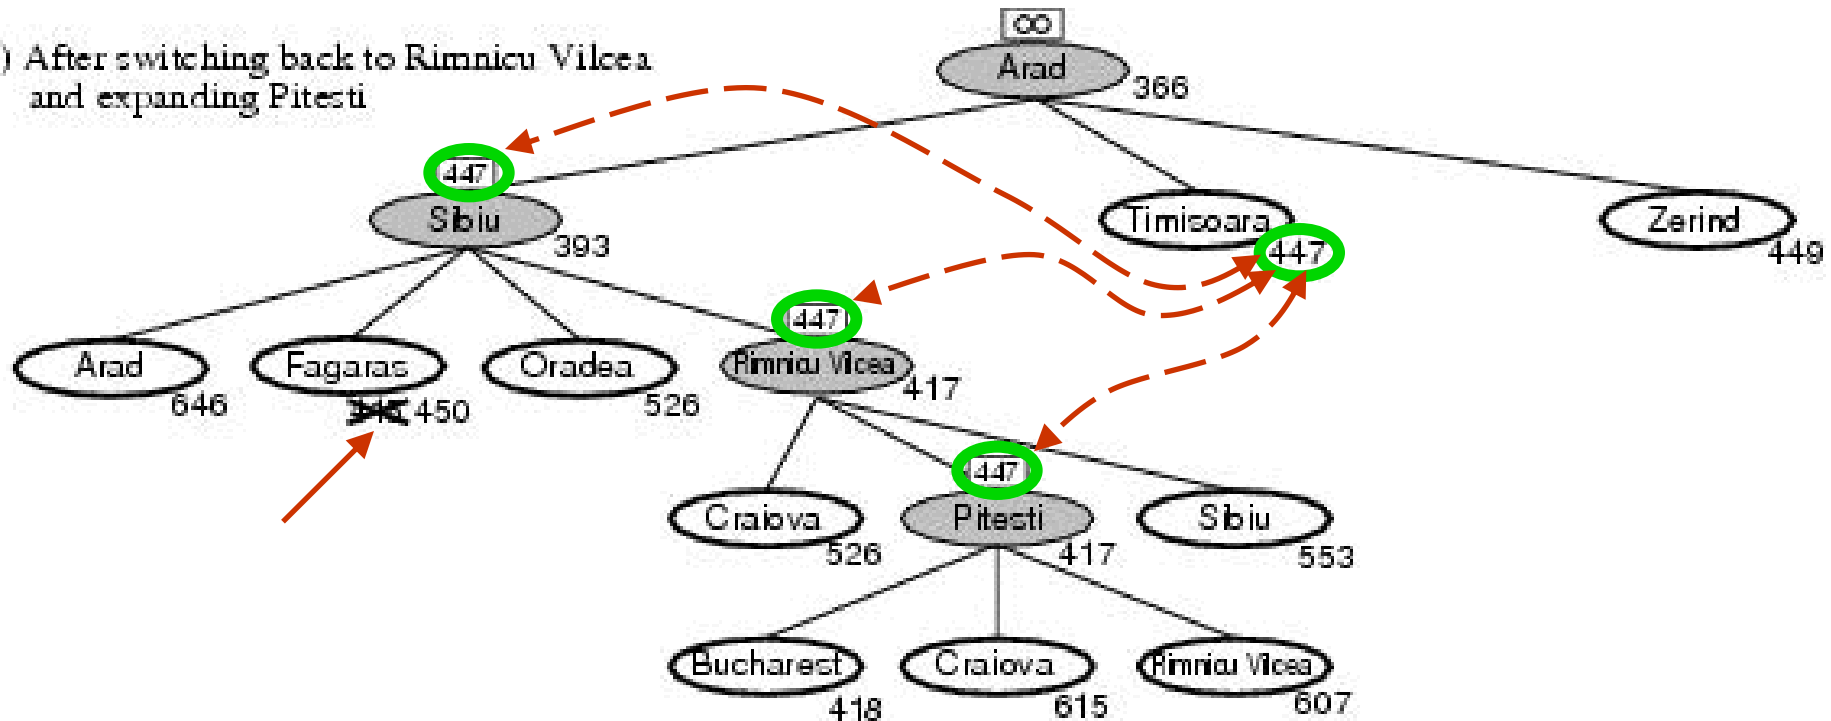 ∞
) After switching back to Rimnicu Vilcea
and expanding Pitesti
Arad
366
447
Sibiu
393
Timisoara
447
Zerind
449
Arad
646
Fagaras
450
Oradea
526
447
Rimnicu Vilcea
417
Craiova
526
447
Pitesti
417
Sibiu
553
Bucharest
418
Craiova
615
Rimnicu Vilcea
607